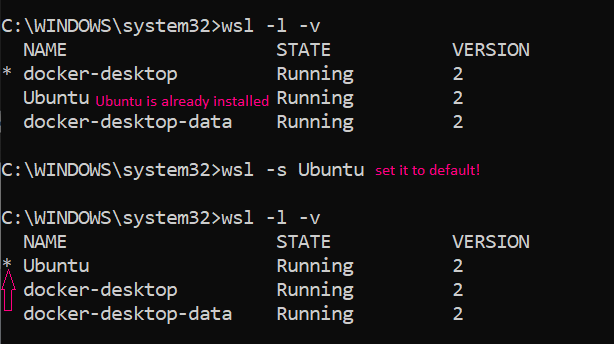 C:\WINDOWS\system32>wsl -l -v
NAME STATE VERSION
* docker-desktop Running 2
Ubuntu Ubuntu is already installed Running 2
docker-desktop-data Running 2
C:\WINDOWS\system32>wsl -s Ubuntu set it to default!
C:\WINDOWS\system32>wsl -l -v
NAME STATE VERSION
* Ubuntu Running 2
docker-desktop Running 2
docker-desktop-data Running 2